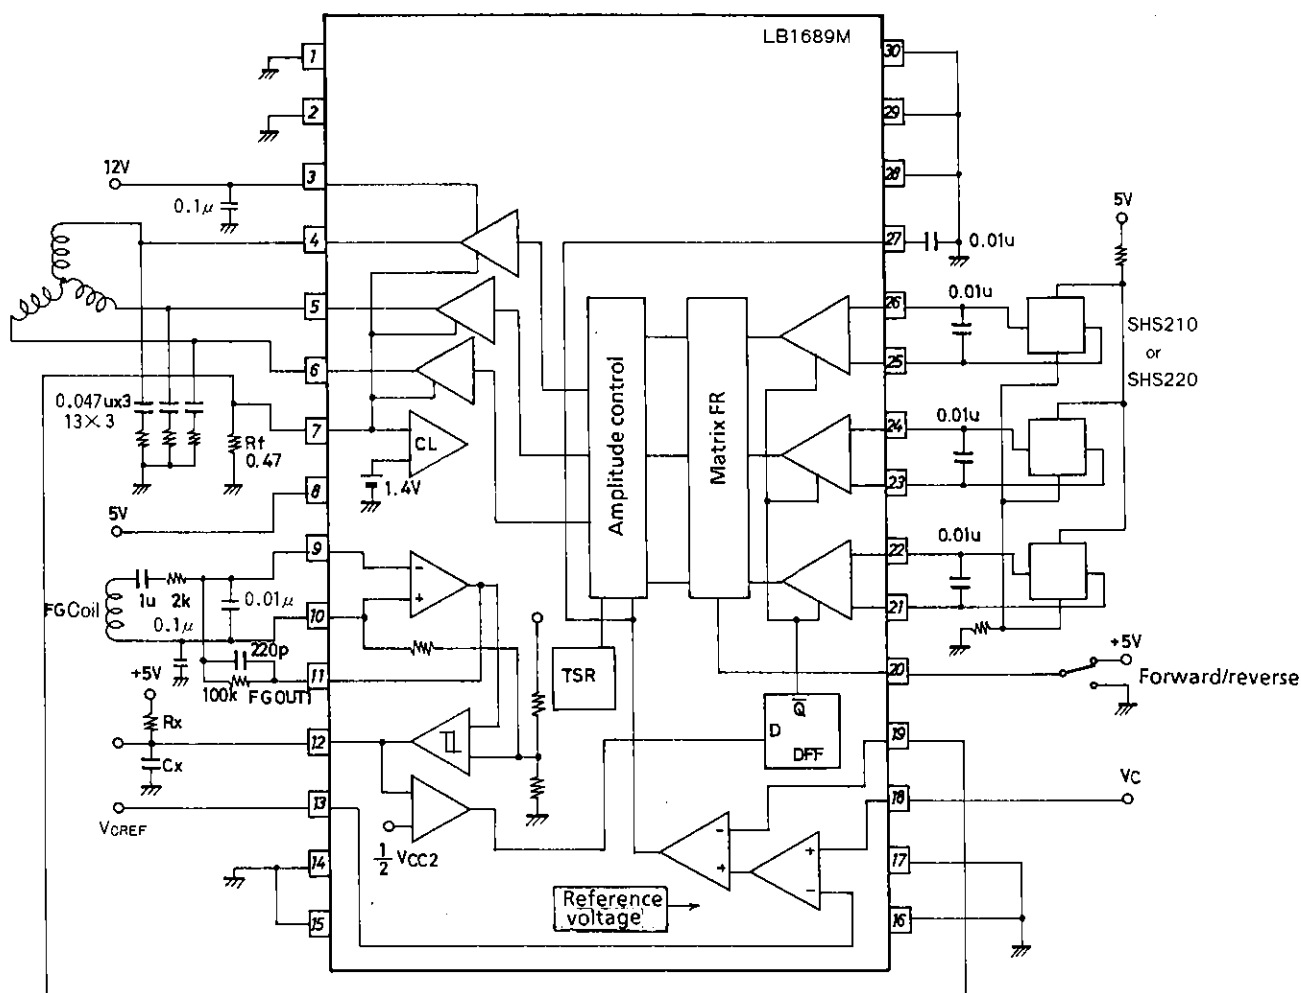 LB1689M
1
30
2
29
12V
3
28
0.1μ
5V
4
27
0.01u
5
26
0.01u
SHS210
or
SHS220
6
25
0.047ux3
13×3
7
24
0.01u
Rf
0.47
CL
1.4V
Amplitude control
Matrix FR
8
23
5V
9
22
0.01u
FG Coil
1u
2k
0.01μ
0.1μ
10
21
220p
+5V
11
100k
FGOUT1
TSR
20
+5V
Forward/reverse
Rx
Q
D
DFF
12
19
Cx
13
18
VC
VCREF
1/2 VCC2
14
17
Reference
voltage
15
16
-
+
+
-
+
-